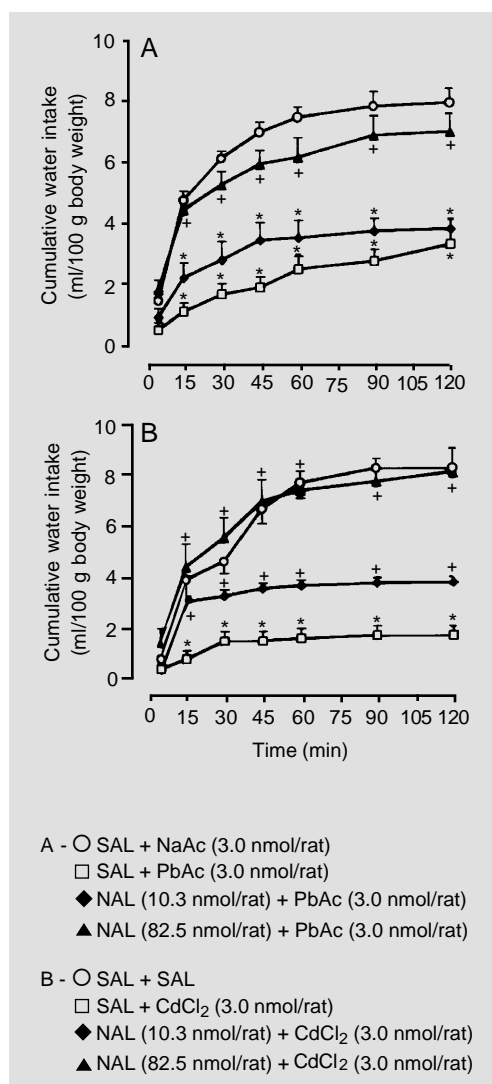 A
Cumulative water intake
(ml/100 g body weight)
10
8
6
4
2
0
+ + + + + +
* * * * * *
* * * * * *
0 15 30 45 60 75 90 105 120
B
Cumulative water intake
(ml/100 g body weight)
10
8
6
4
2
0
+ + + + + +
+ + + + + +
* * * * * *
0 15 30 45 60 75 90 105 120
Time (min)
A - ○ SAL + NaAc (3.0 nmol/rat)
□ SAL + PbAc (3.0 nmol/rat)
◆ NAL (10.3 nmol/rat) + PbAc (3.0 nmol/rat)
▲ NAL (82.5 nmol/rat) + PbAc (3.0 nmol/rat)
B - ○ SAL + SAL
□ SAL + CdCl2 (3.0 nmol/rat)
◆ NAL (10.3 nmol/rat) + CdCl2 (3.0 nmol/rat)
▲ NAL (82.5 nmol/rat) + CdCl2 (3.0 nmol/rat)